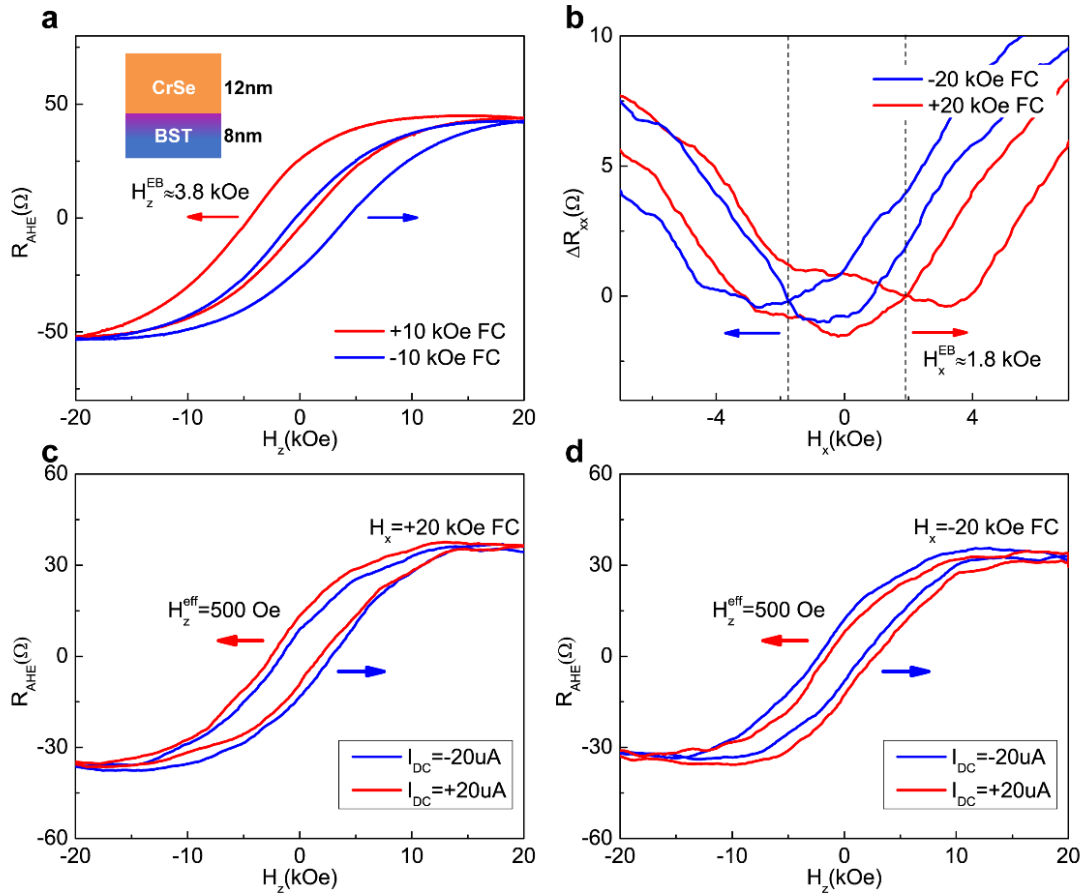 a
50
0
-50
R_AHE(Ω)
CrSe 12nm
BST 8nm
H_z^EB≈3.8 kOe
+10 kOe FC
-10 kOe FC
-20 -10 0 10 20
H_z(kOe)
b
10
5
0
ΔR_xx(Ω)
-20 kOe FC
+20 kOe FC
H_x^EB≈1.8 kOe
-4 0 4
H_x(kOe)
c
60
30
0
-30
-60
R_AHE(Ω)
H_x=+20 kOe FC
H_z^eff=500 Oe
I_DC=-20uA
I_DC=+20uA
-20 -10 0 10 20
H_z(kOe)
d
60
30
0
-30
-60
R_AHE(Ω)
H_x=-20 kOe FC
H_z^eff=500 Oe
I_DC=-20uA
I_DC=+20uA
-20 -10 0 10 20
H_z(kOe)